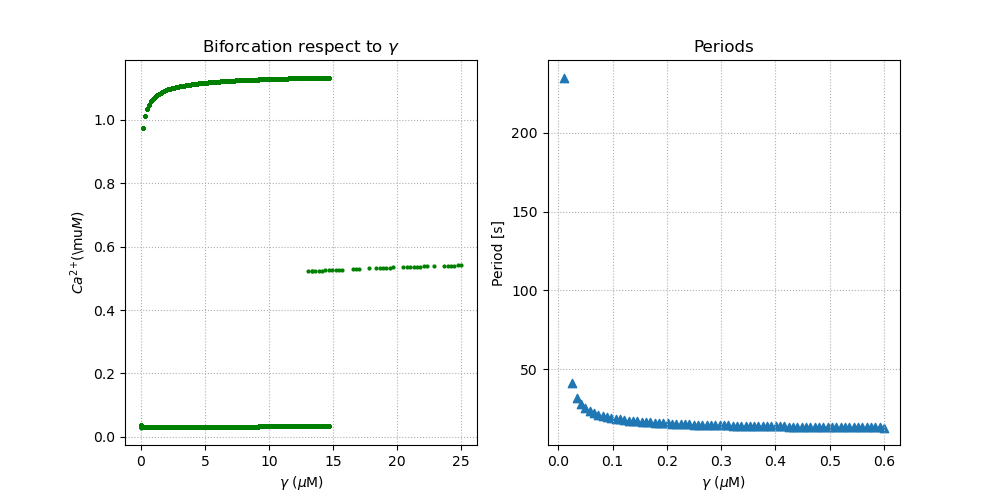 Biforcation respect to γ
Ca²⁺(\muM)
1.0
0.8
0.6
0.4
0.2
0.0
0 5 10 15 20 25
γ (μM)
Periods
Period [s]
200
150
100
50
0.0 0.1 0.2 0.3 0.4 0.5 0.6
γ (μM)